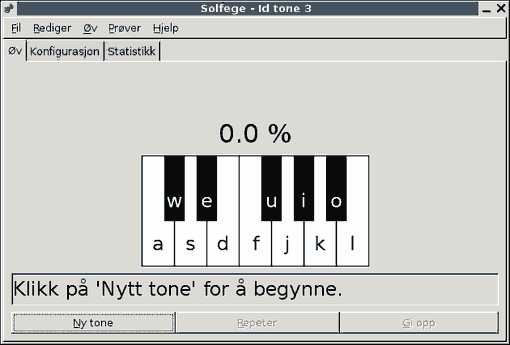 Solfege - Id tone 3
Fil Rediger Øv Prøver Hjelp
Øv Konfigurasjon Statistikk
0.0 %
w e u i o
a s d f j k l
Klikk på 'Nytt tone' for å begynne.
Ny tone Repeter Gi opp